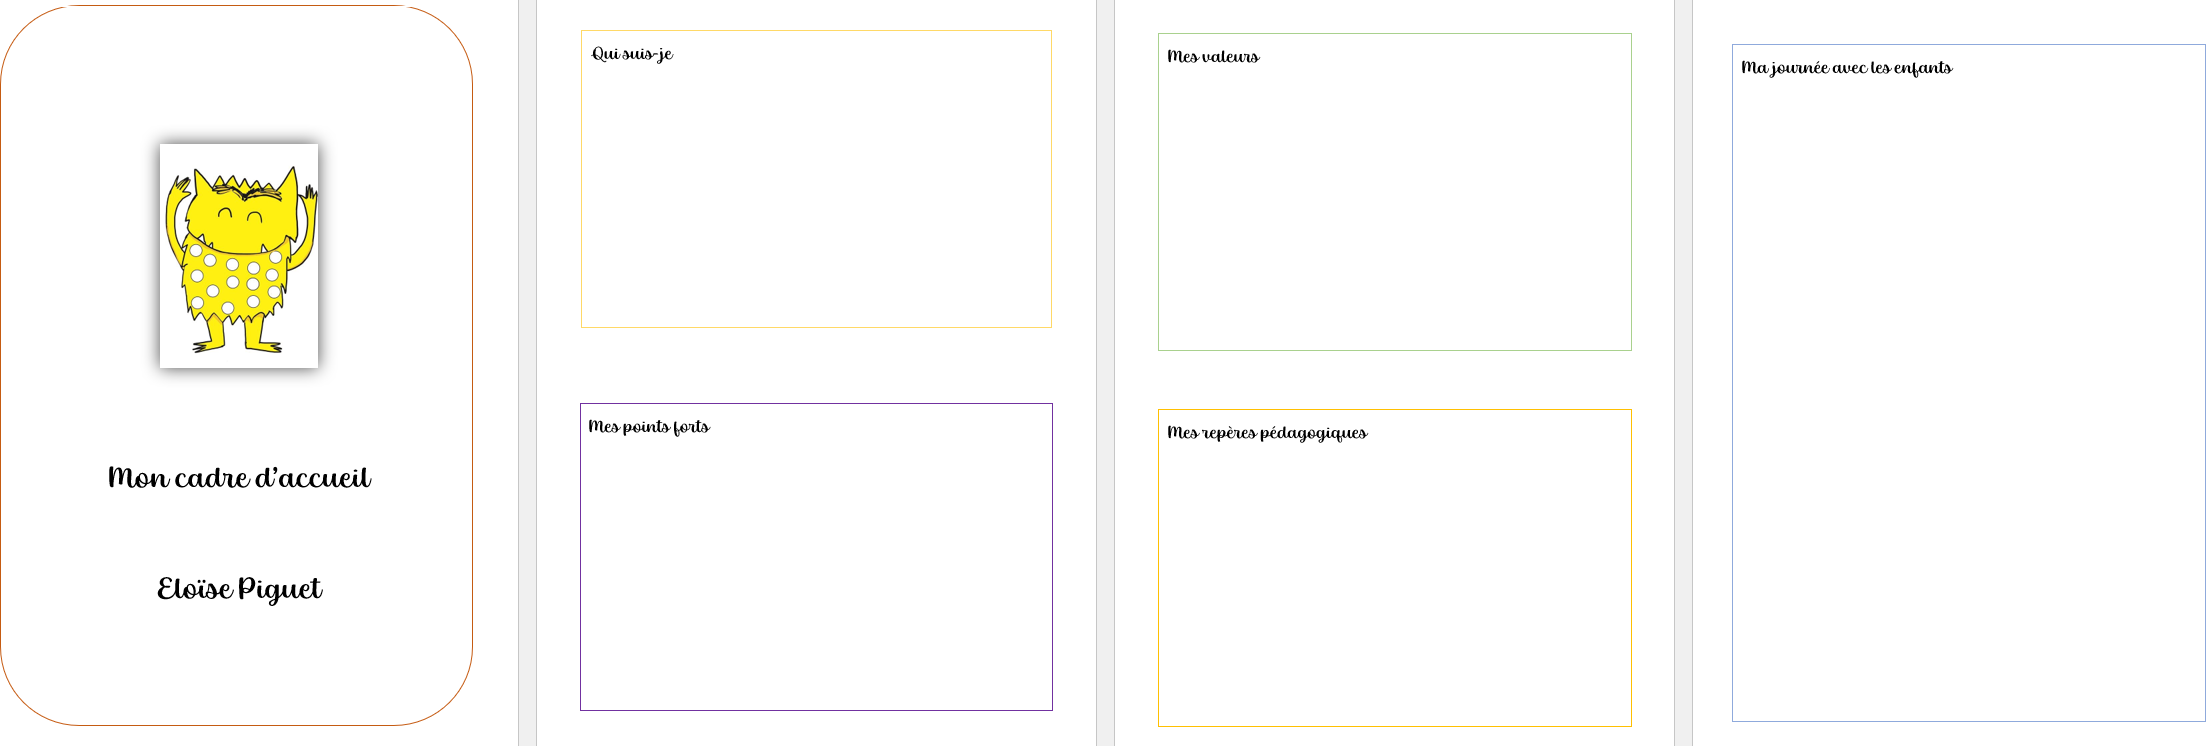 Mon cadre d'accueil
Eloïse Piguet
Qui suis-je
Mes points forts
Mes valeurs
Mes repères pédagogiques
Ma journée avec les enfants